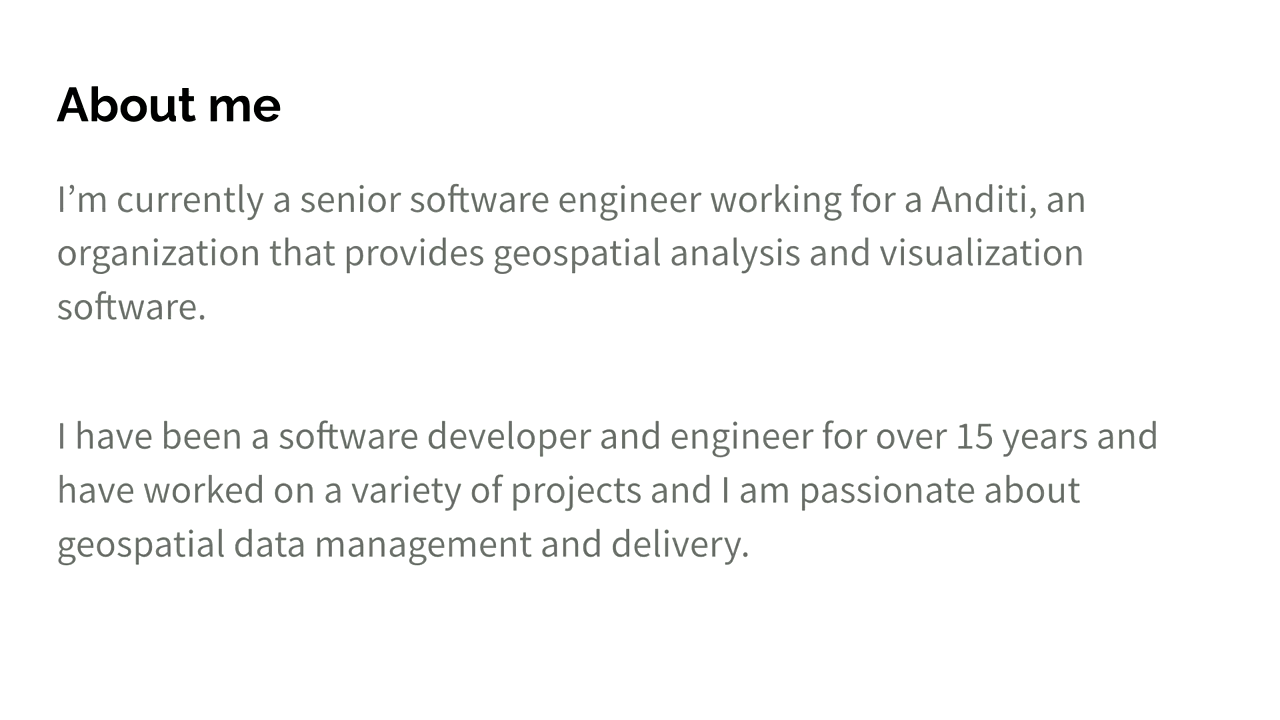 About me
I’m currently a senior software engineer working for a Anditi, an
organization that provides geospatial analysis and visualization
software.
I have been a software developer and engineer for over 15 years and
have worked on a variety of projects and I am passionate about
geospatial data management and delivery.